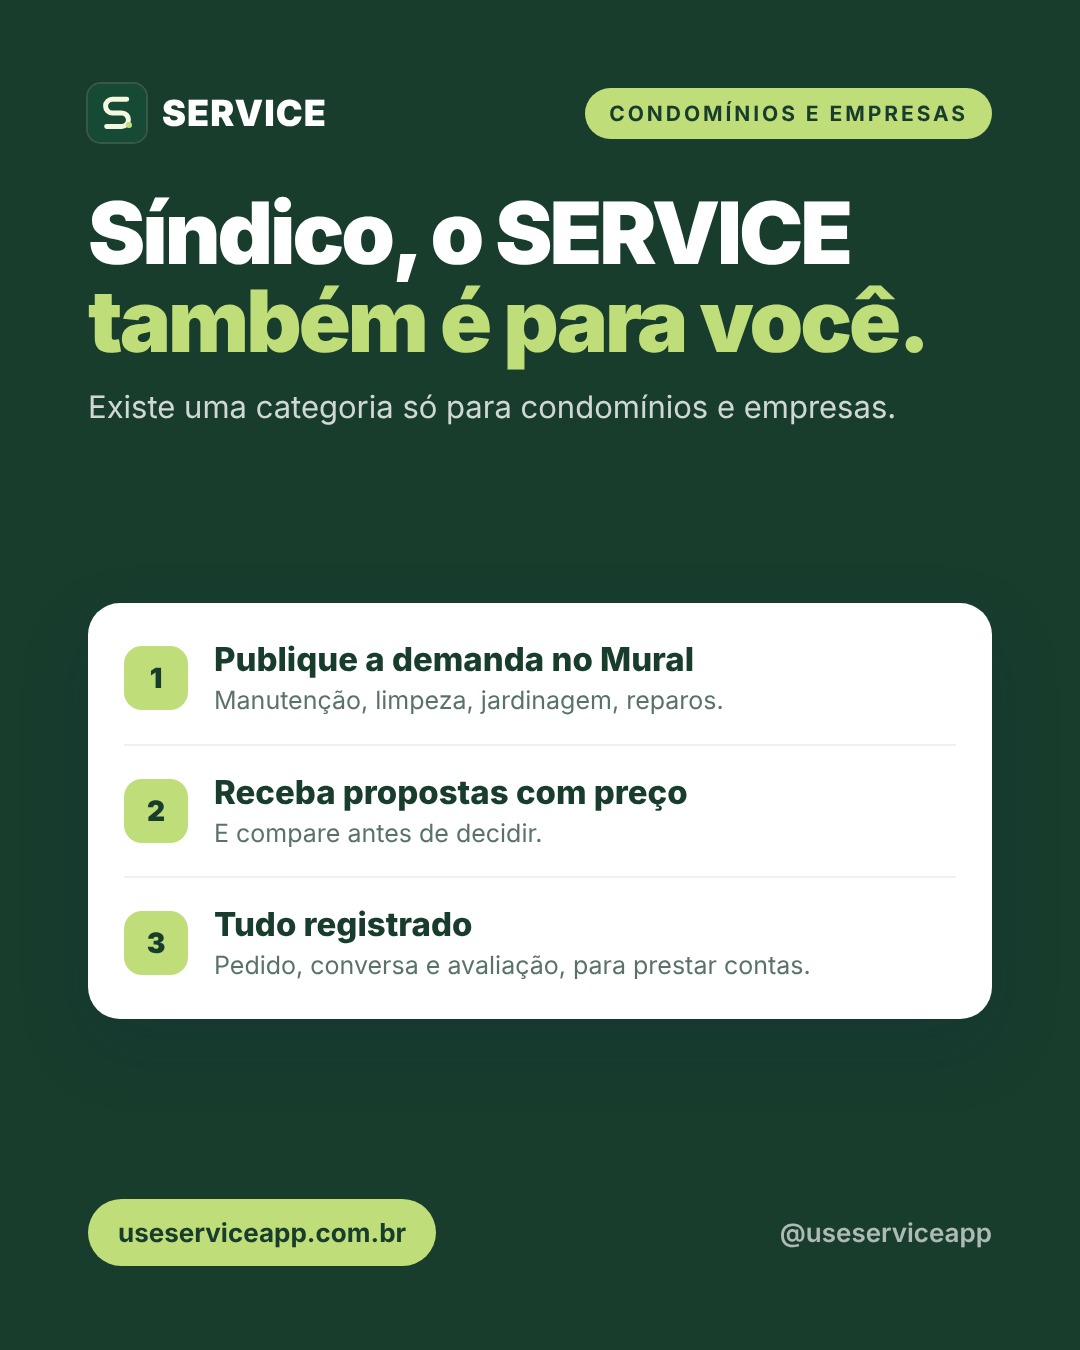 SERVICE
CONDOMÍNIOS E EMPRESAS
Síndico, o SERVICE
também é para você.
Existe uma categoria só para condomínios e empresas.
1
Publique a demanda no Mural
Manutenção, limpeza, jardinagem, reparos.
2
Receba propostas com preço
E compare antes de decidir.
3
Tudo registrado
Pedido, conversa e avaliação, para prestar contas.
useserviceapp.com.br
@useserviceapp